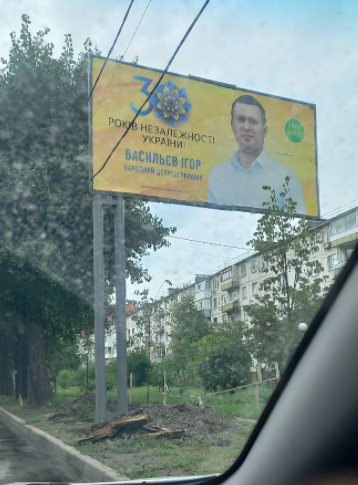 30
РОКІВ НЕЗАЛЕЖНОСТІ
УКРАЇНИ!
ВАСИЛЬЄВ ІГОР
НАРОДНИЙ ДЕПУТАТ УКРАЇНИ